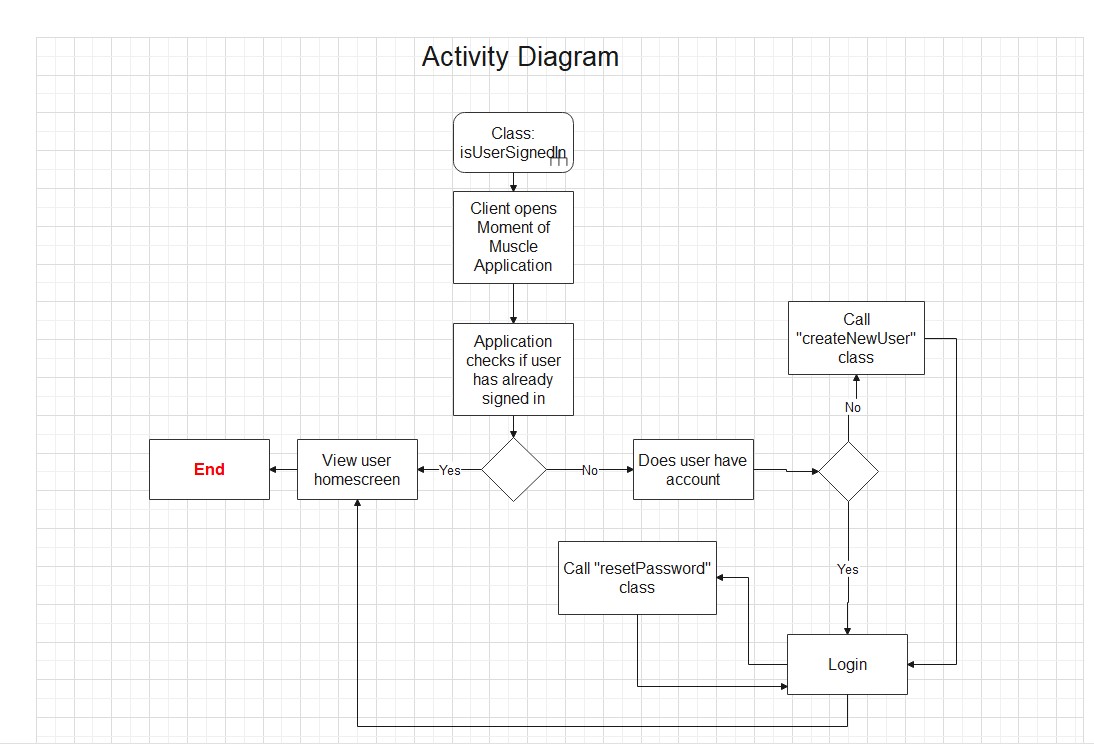 Activity Diagram
Class:
isUserSignedIn
Client opens
Moment of
Muscle
Application
Application
checks if user
has already
signed in
Call
"createNewUser"
class
No
End
View user
homescreen
Yes
No
Does user have
account
Call "resetPassword"
class
Yes
Login